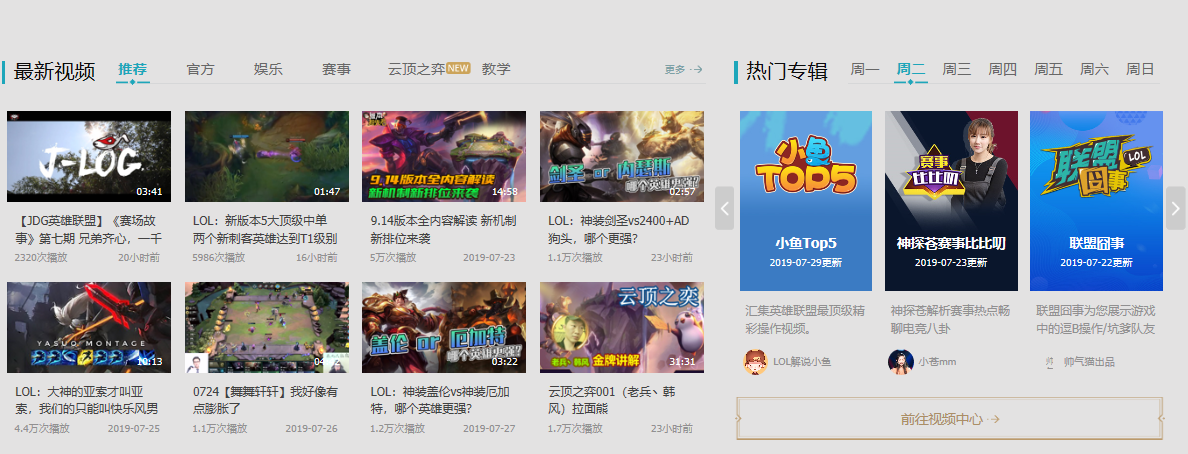 最新视频 推荐 官方 娱乐 赛事 云顶之弈 NEW 教学 更多
J-LOG.
03:41
【JDG英雄联盟】《赛场故
事》第七期 兄弟齐心，一千
2320次播放 20小时前
01:47
LOL：新版本5大顶级中单
两个新刺客英雄达到T1级别
5986次播放 16小时前
9.14版本全内容解读
新机制新排位来袭
14:58
9.14版本全内容解读 新机制
新排位来袭
5万次播放 2019-07-23
剑圣 or 内瑟斯
哪个英雄更强?
02:57
LOL：神装剑圣vs2400+AD
狗头，哪个更强？
1.1万次播放 23小时前
YASUO MONTAGE
10:13
LOL：大神的亚索才叫亚
索，我们的只能叫快乐风男
4.4万次播放 2019-07-25
0724【舞舞轩轩】我好像有
点膨胀了
1.1万次播放 2019-07-26
盖伦 or 厄加特
哪个英雄更强?
03:22
LOL：神装盖伦vs神装厄加
特，哪个英雄更强？
1.2万次播放 2019-07-27
云顶之弈
老兵丶韩风 金牌讲解
31:31
云顶之弈001（老兵丶韩
风）拉面熊
1.7万次播放 23小时前
热门专辑 周一 周二 周三 周四 周五 周六 周日
小鱼
TOP5
小鱼Top5
2019-07-29更新
汇集英雄联盟最顶级精
彩操作视频。
LOL解说小鱼
赛事
比比叨
神探苍赛事比比叨
2019-07-23更新
神探苍解析赛事热点畅
聊电竞八卦
小苍mm
联盟
LOL
囧事
联盟囧事
2019-07-22更新
联盟囧事为您展示游戏
中的逗B操作/坑爹队友
帅气猫出品
前往视频中心